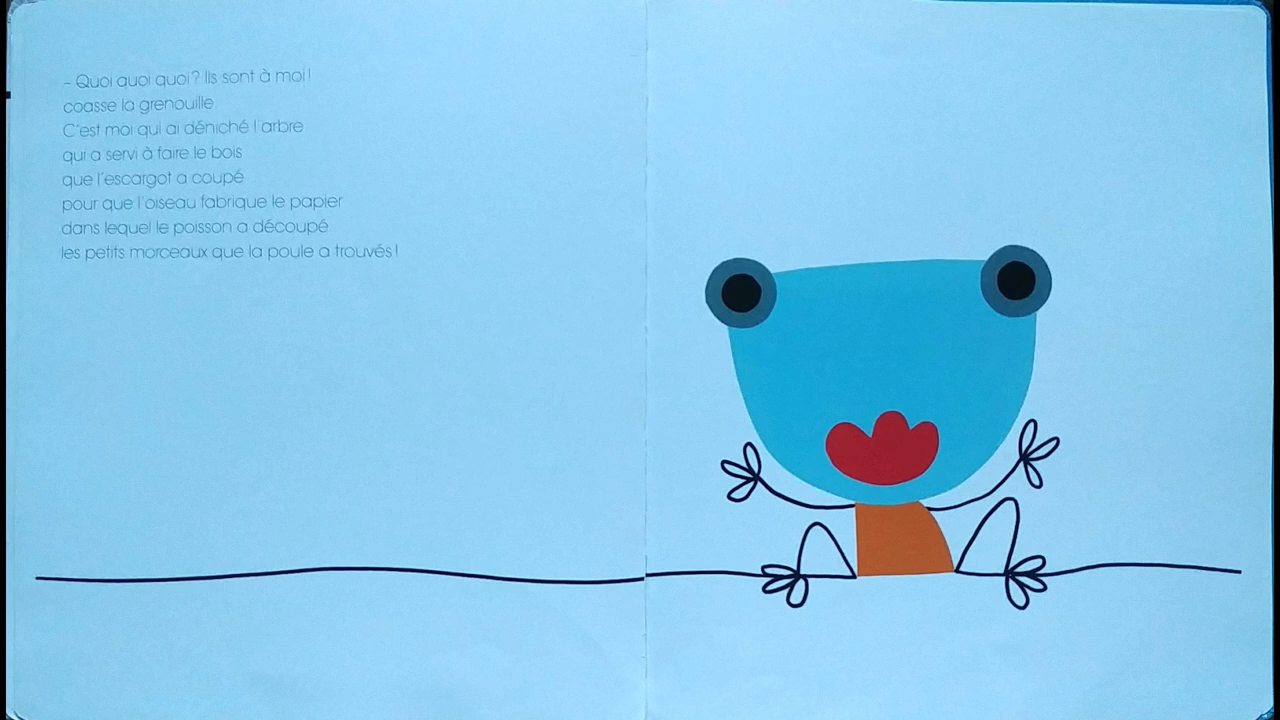 – Quoi quoi quoi? Ils sont à moi!
coasse la grenouille
C'est moi qui ai déniché l'arbre
qui a servi à faire le bois
que l'escargot a coupé
pour que l'oiseau fabrique le papier
dans lequel le poisson a découpé
les petits morceaux que la poule a trouvés!